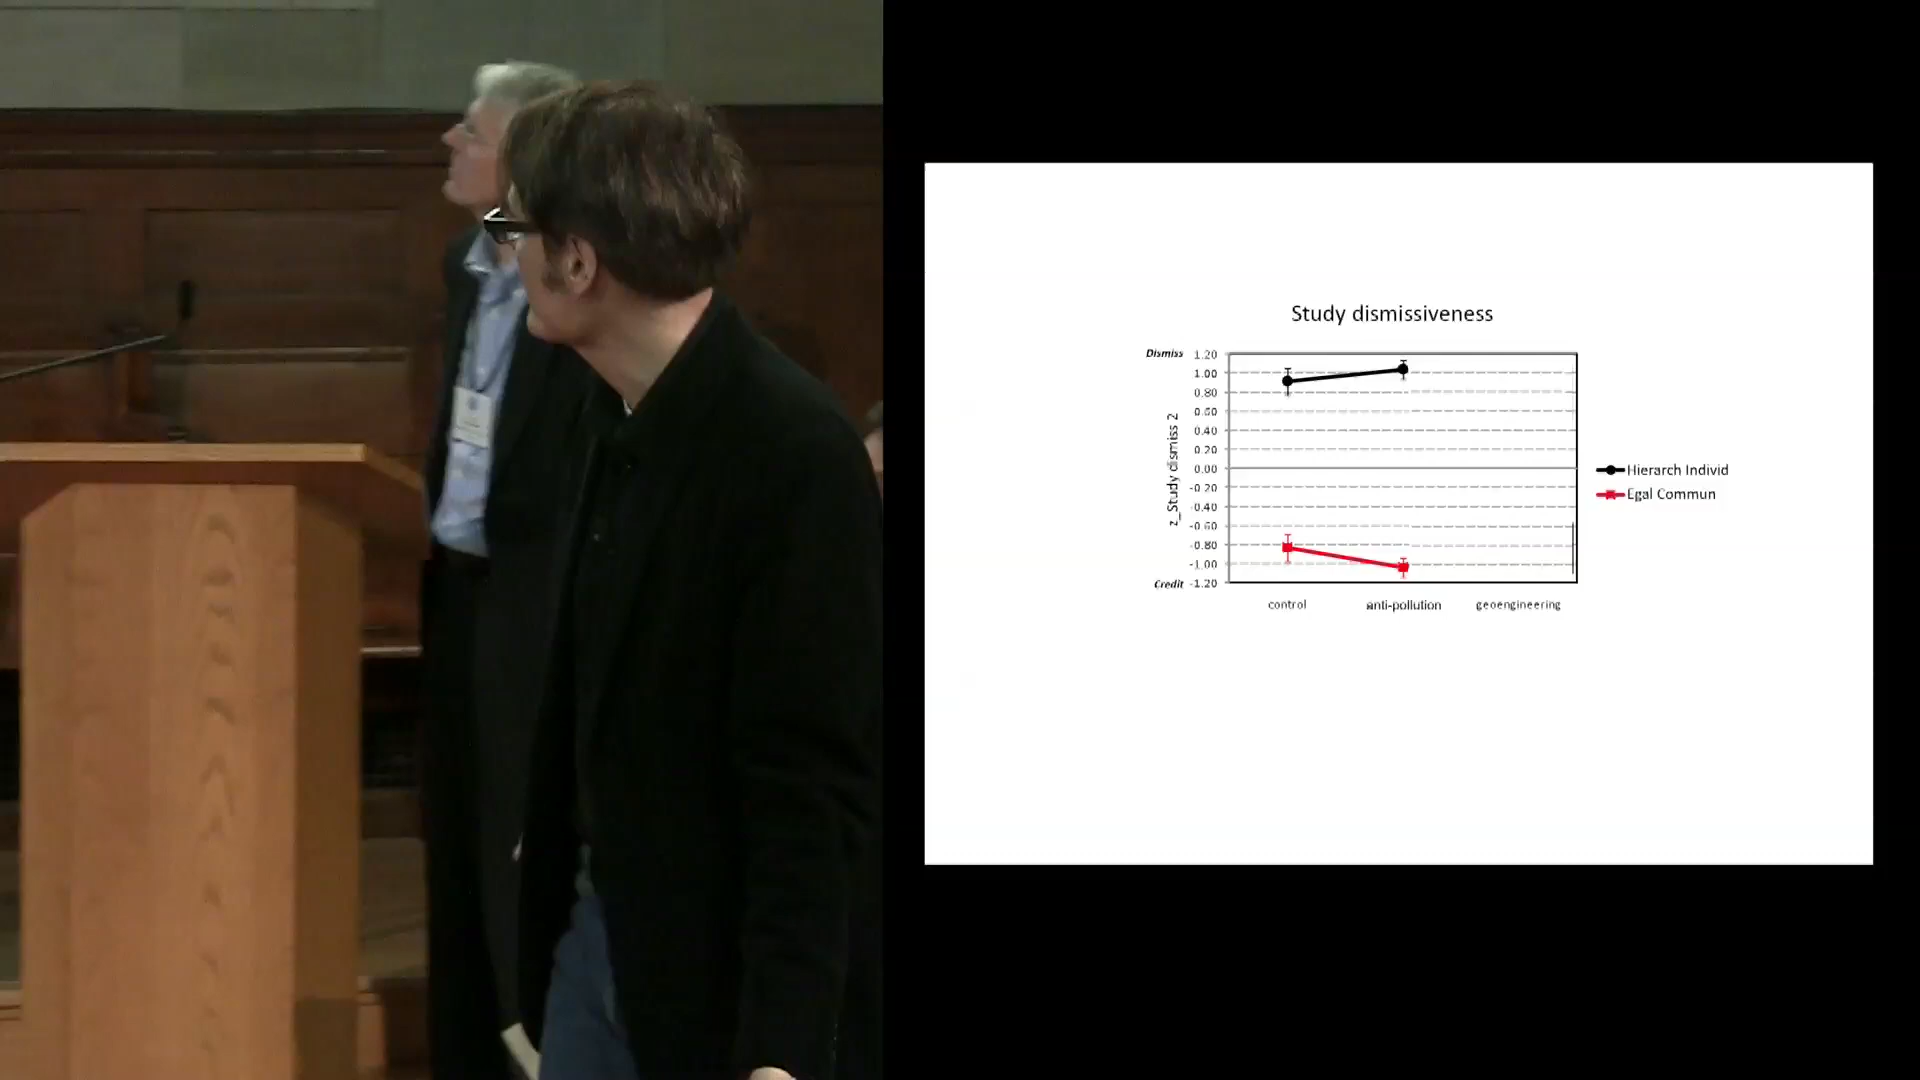 Study dismissiveness
Dismiss
1.20
1.00
0.80
0.60
0.40
0.20
0.00
-0.20
-0.40
-0.60
-0.80
-1.00
-1.20
Credit
z_Study dismiss 2
control
anti-pollution
geoengineering
Hierarch Individ
Egal Commun